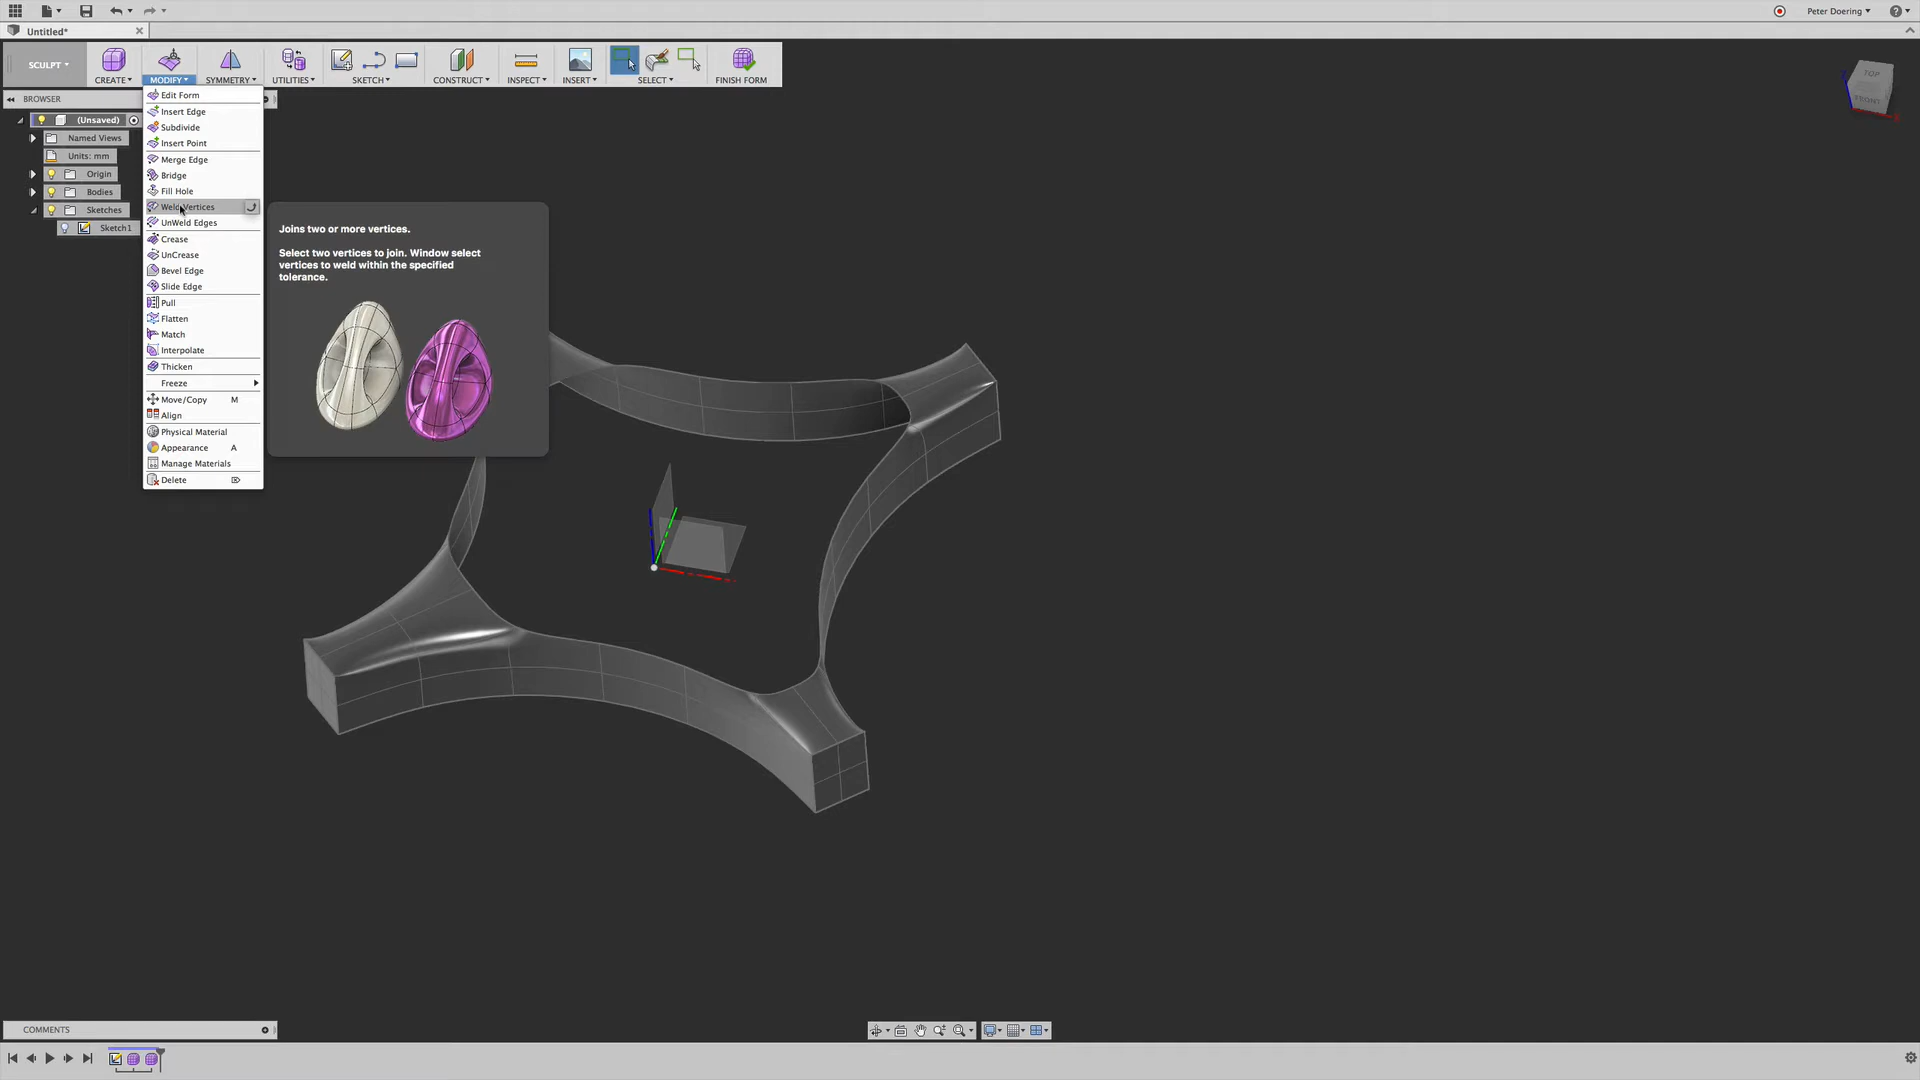 Peter Doering
Untitled*
SCULPT
CREATE
MODIFY
SYMMETRY
UTILITIES
SKETCH
CONSTRUCT
INSPECT
INSERT
SELECT
FINISH FORM
BROWSER
(Unsaved)
Named Views
Units: mm
Origin
Bodies
Sketches
Sketch1
Edit Form
Insert Edge
Subdivide
Insert Point
Merge Edge
Bridge
Fill Hole
Weld Vertices
UnWeld Edges
Crease
UnCrease
Bevel Edge
Slide Edge
Pull
Flatten
Match
Interpolate
Thicken
Freeze
Move/Copy M
Align
Physical Material
Appearance A
Manage Materials
Delete
Joins two or more vertices.
Select two vertices to join. Window select
vertices to weld within the specified
tolerance.
TOP
FRONT
COMMENTS